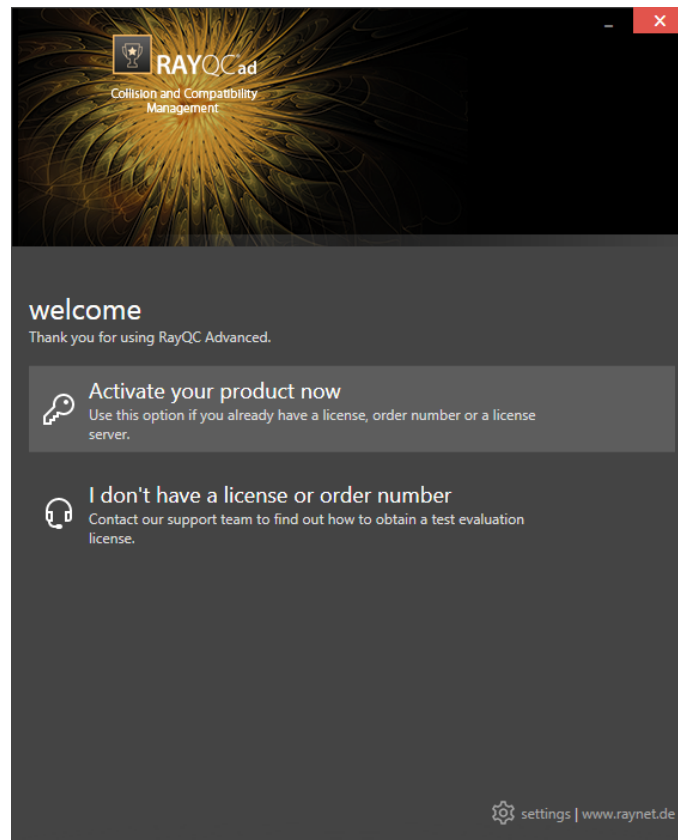 RAYQC ad
Collision and Compatibility
Management
welcome
Thank you for using RayQC Advanced.
Activate your product now
Use this option if you already have a license, order number or a license
server.
I don't have a license or order number
Contact our support team to find out how to obtain a test evaluation
license.
settings | www.raynet.de